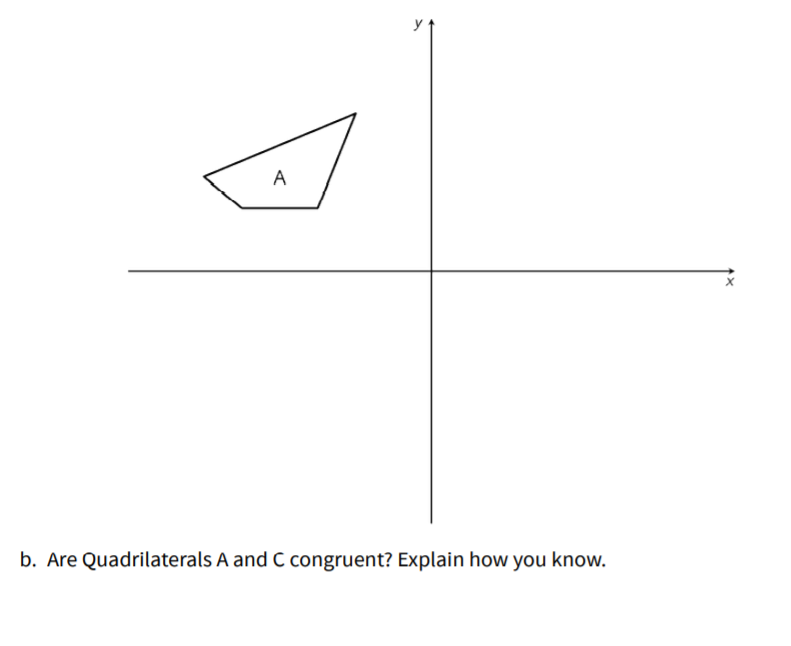 y
A
x
b. Are Quadrilaterals A and C congruent? Explain how you know.